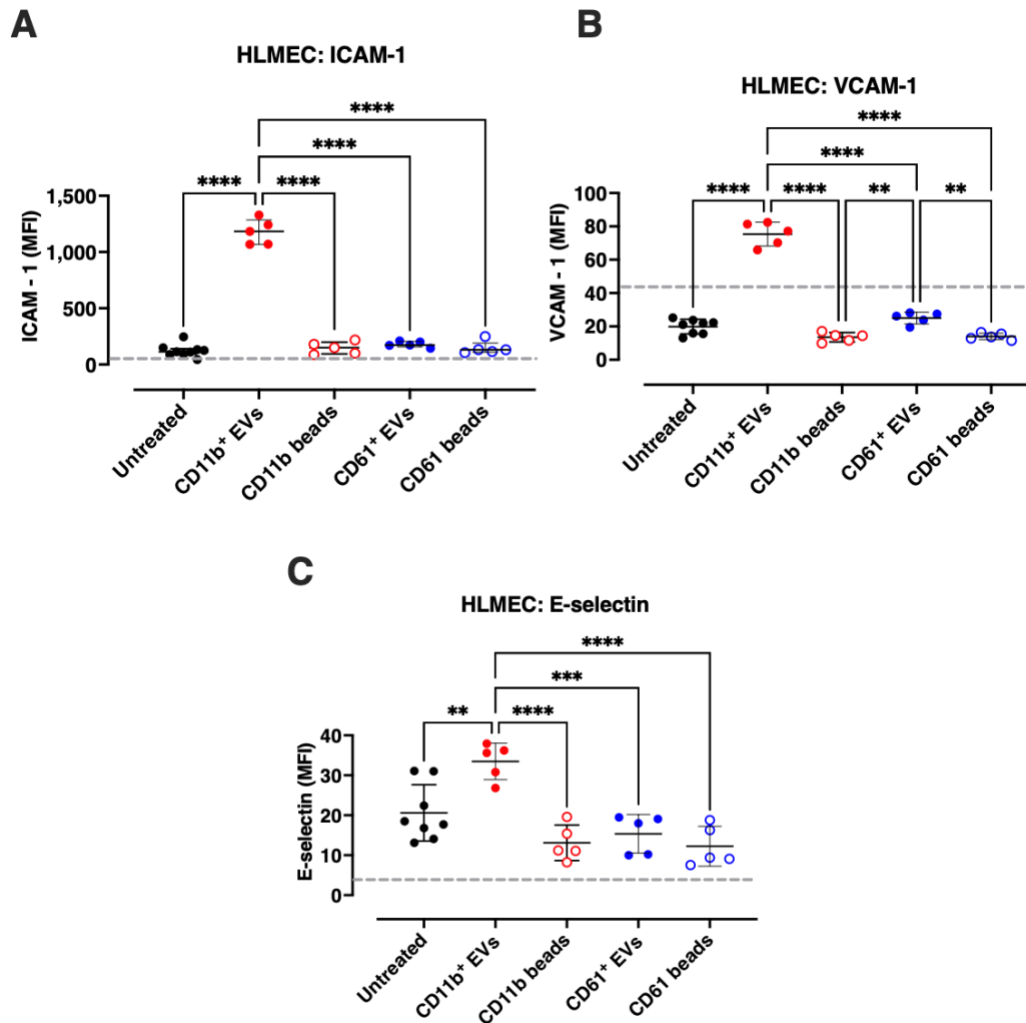 A
HLMEC: ICAM-1
****
****
**** ****
ICAM - 1 (MFI)
1,500
1,000
500
0
Untreated
CD11b+ EVs
CD11b beads
CD61+ EVs
CD61 beads
B
HLMEC: VCAM-1
****
****
**** **** ** **
VCAM - 1 (MFI)
100
80
60
40
20
0
Untreated
CD11b+ EVs
CD11b beads
CD61+ EVs
CD61 beads
C
HLMEC: E-selectin
****
***
** ****
E-selectin (MFI)
40
30
20
10
0
Untreated
CD11b+ EVs
CD11b beads
CD61+ EVs
CD61 beads